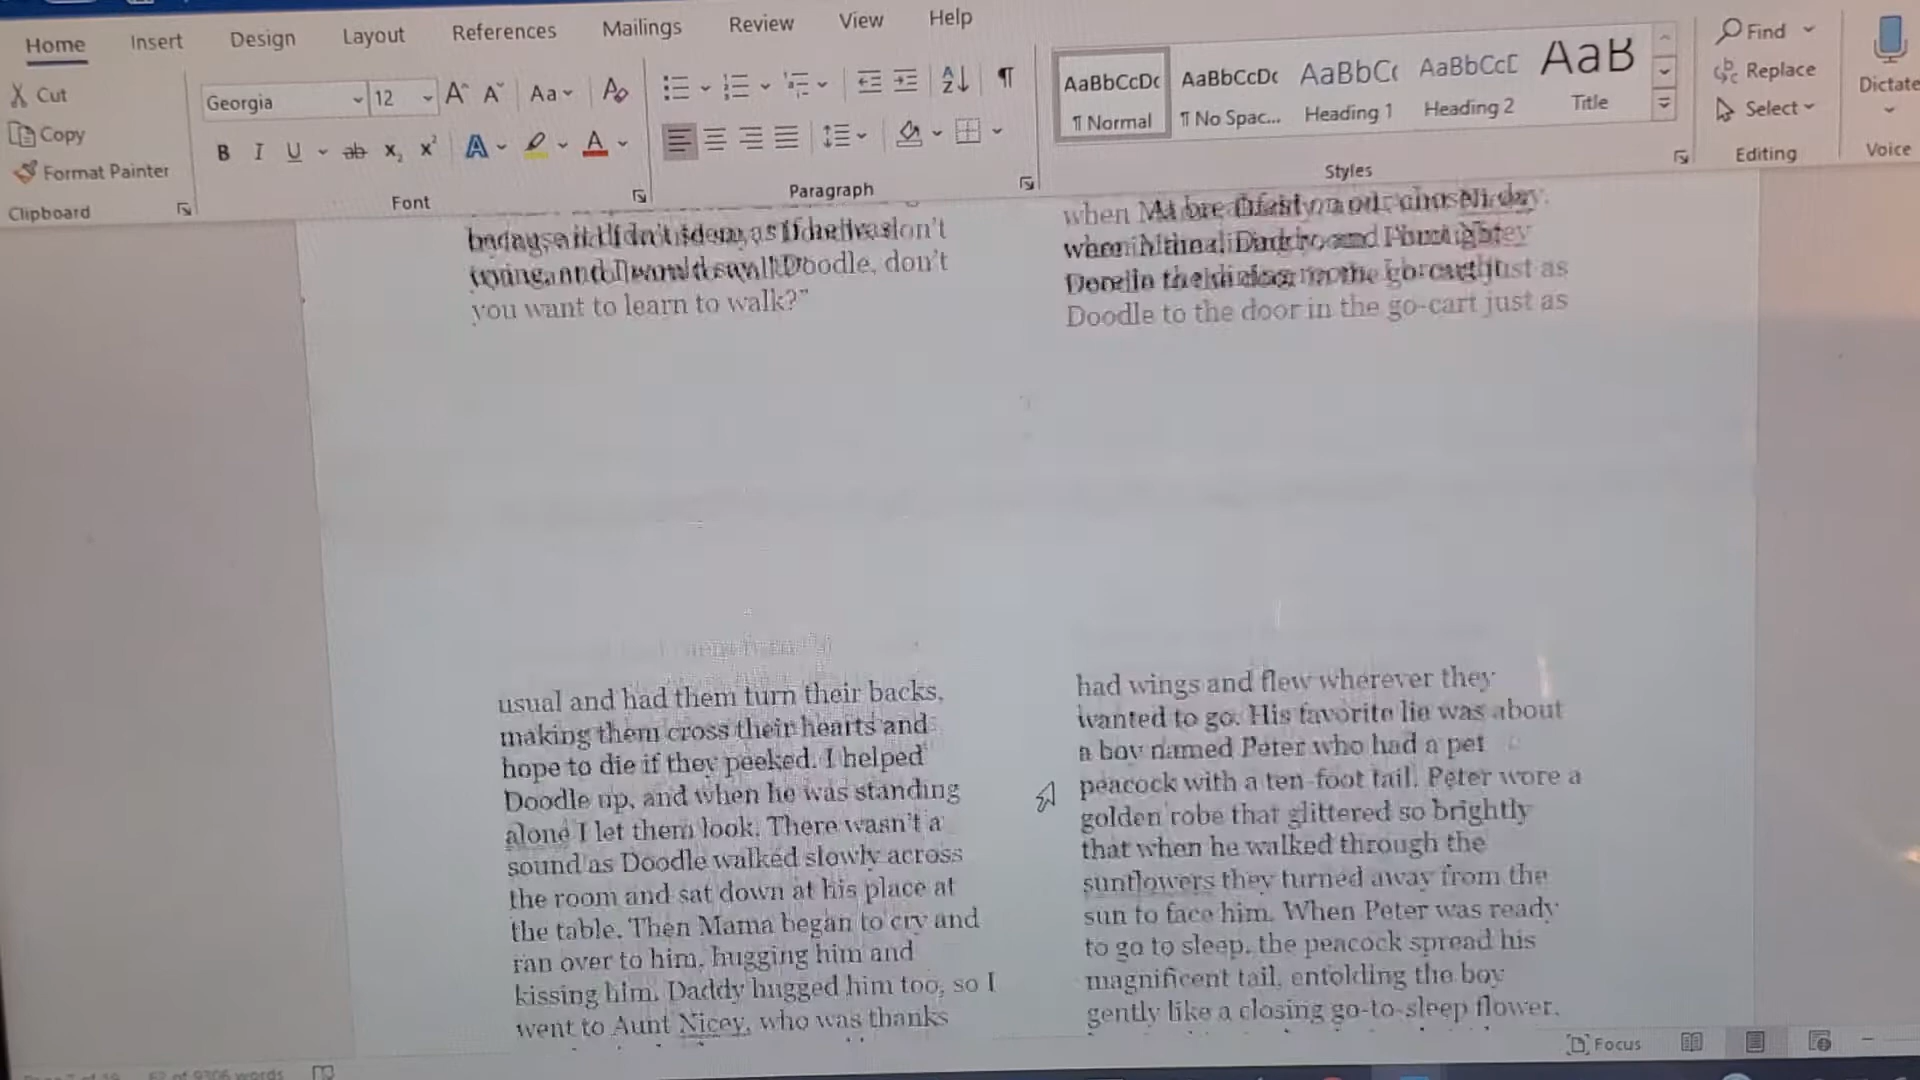 Home Insert Design Layout References Mailings Review View Help
Cut
Copy
Format Painter
Clipboard
Georgia 12
Font
Paragraph
AaBbCcDc AaBbCcDc AaBbC AaBbCcD AaB
¶ Normal ¶ No Spac... Heading 1 Heading 2 Title
Styles
Find
Replace
Select
Editing
Dictate
Voice
Doodle, don't
you want to learn to walk?"
when
Doodle to the door in the go-cart just as
usual and had them turn their backs,
making them cross their hearts and
hope to die if they peeked. I helped
Doodle up, and when he was standing
alone I let them look. There wasn't a
sound as Doodle walked slowly across
the room and sat down at his place at
the table. Then Mama began to cry and
ran over to him, hugging him and
kissing him. Daddy hugged him too, so I
went to Aunt Nicey, who was thanks
had wings and flew wherever they
wanted to go. His favorite lie was about
a boy named Peter who had a pet
peacock with a ten-foot tail. Peter wore a
golden robe that glittered so brightly
that when he walked through the
sunflowers they turned away from the
sun to face him. When Peter was ready
to go to sleep, the peacock spread his
magnificent tail, enfolding the boy
gently like a closing go-to-sleep flower.
Focus
words